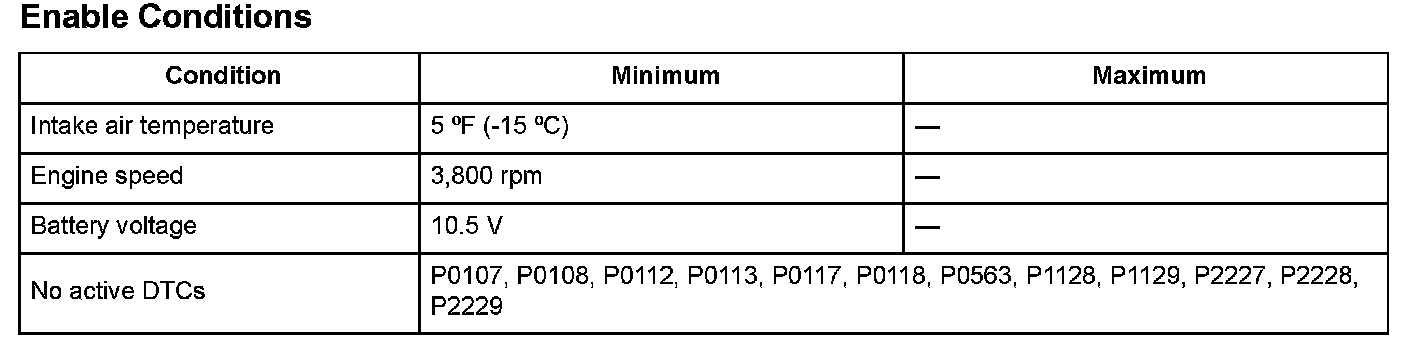 Enable Conditions
Condition Minimum Maximum
Intake air temperature 5 ºF (-15 ºC) —
Engine speed 3,800 rpm —
Battery voltage 10.5 V —
No active DTCs P0107, P0108, P0112, P0113, P0117, P0118, P0563, P1128, P1129, P2227, P2228,
P2229